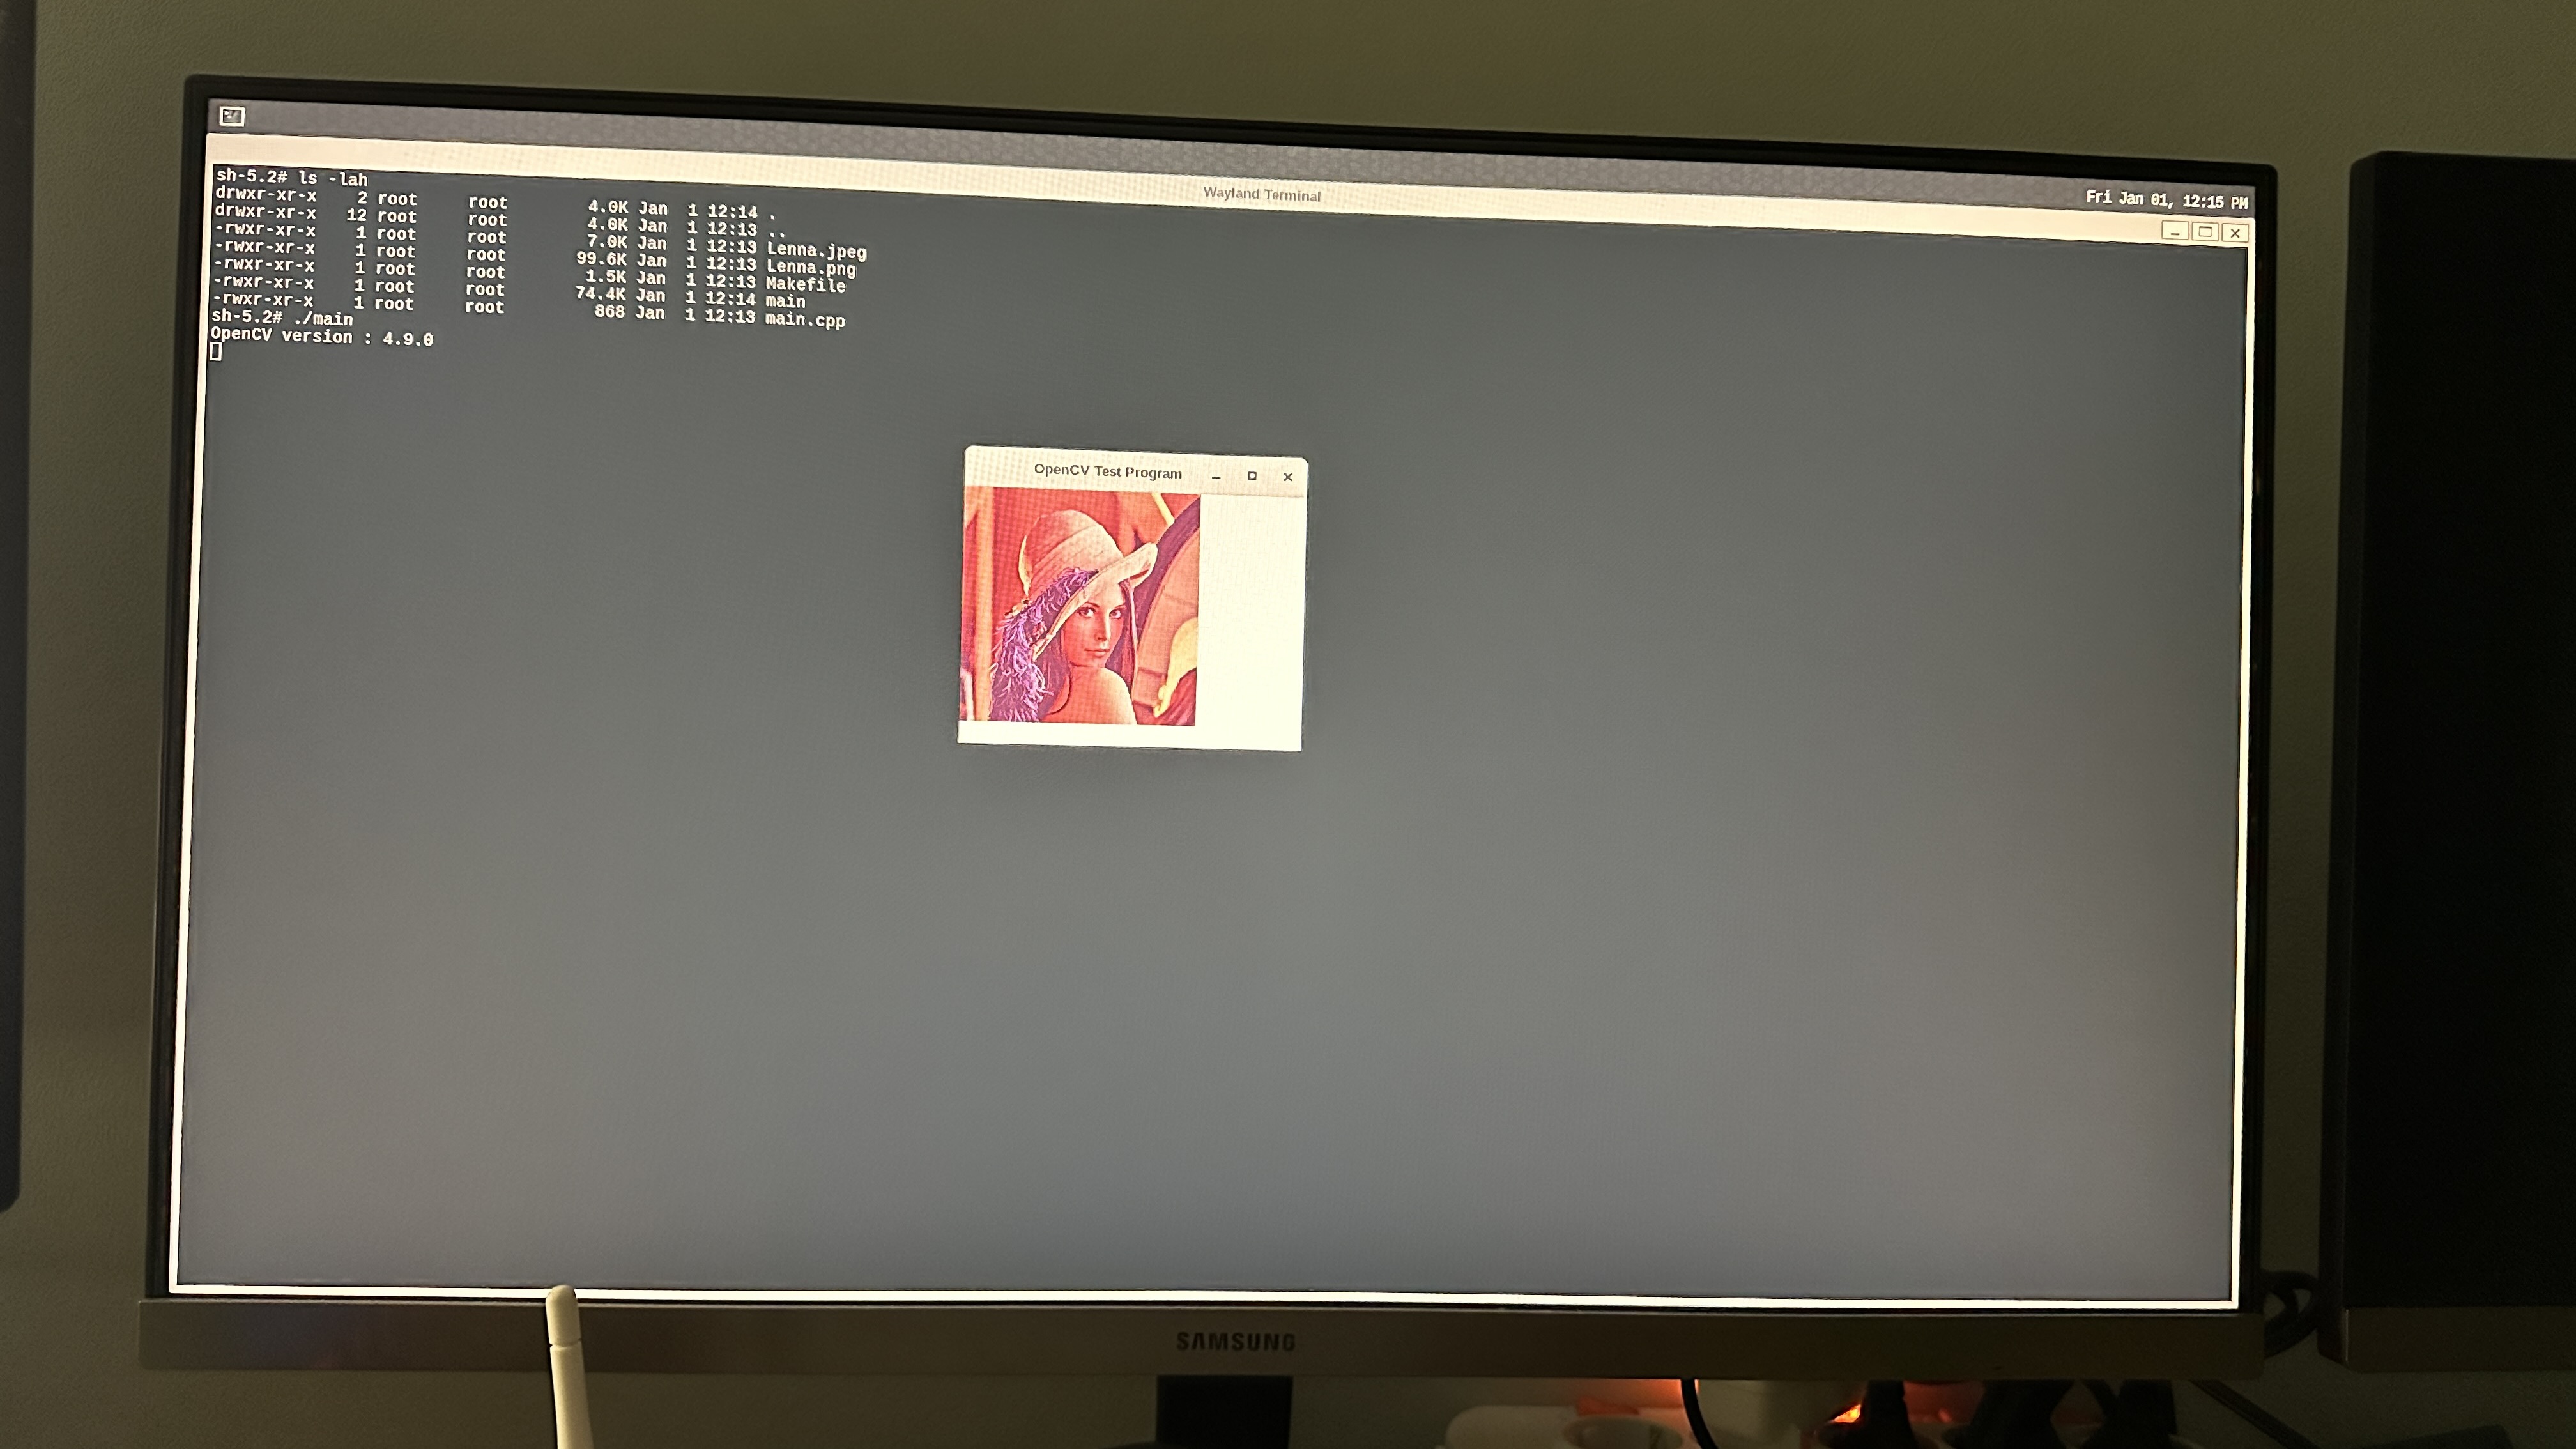 Fri Jan 01, 12:15 PM
Wayland Terminal
sh-5.2# ls -lah
drwxr-xr-x 2 root root 4.0K Jan 1 12:14 .
drwxr-xr-x 12 root root 4.0K Jan 1 12:13 ..
-rwxr-xr-x 1 root root 7.0K Jan 1 12:13 Lenna.jpeg
-rwxr-xr-x 1 root root 99.6K Jan 1 12:13 Lenna.png
-rwxr-xr-x 1 root root 1.5K Jan 1 12:13 Makefile
-rwxr-xr-x 1 root root 74.4K Jan 1 12:14 main
-rwxr-xr-x 1 root root 868 Jan 1 12:13 main.cpp
sh-5.2# ./main
OpenCV version : 4.9.0
OpenCV Test Program
SAMSUNG